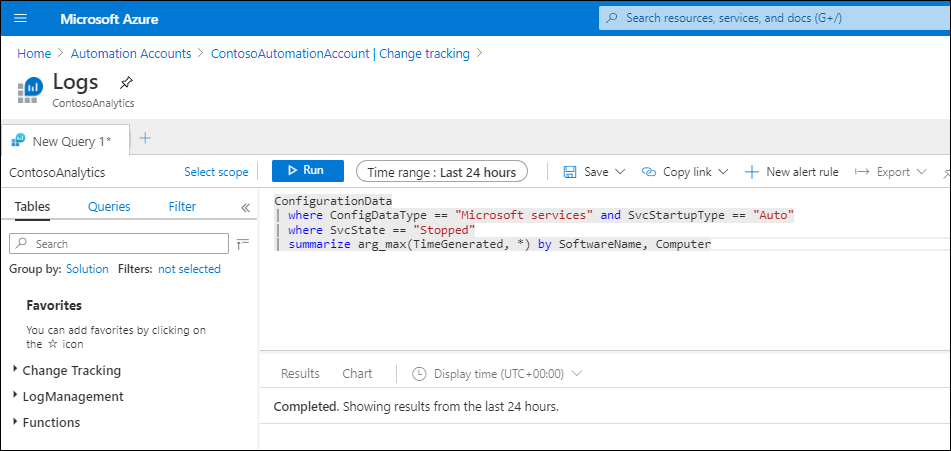 Microsoft Azure
Search resources, services, and docs (G+/)
Home > Automation Accounts > ContosoAutomationAccount | Change tracking >
Logs
ContosoAnalytics
New Query 1*
ContosoAnalytics
Select scope
Run
Time range : Last 24 hours
Save
Copy link
New alert rule
Export
Tables
Queries
Filter
Search
Group by: Solution Filters: not selected
Favorites
You can add favorites by clicking on
the ☆ icon
Change Tracking
LogManagement
Functions
ConfigurationData
| where ConfigDataType == "Microsoft services" and SvcStartupType == "Auto"
| where SvcState == "Stopped"
| summarize arg_max(TimeGenerated, *) by SoftwareName, Computer
Results
Chart
Display time (UTC+00:00)
Completed. Showing results from the last 24 hours.